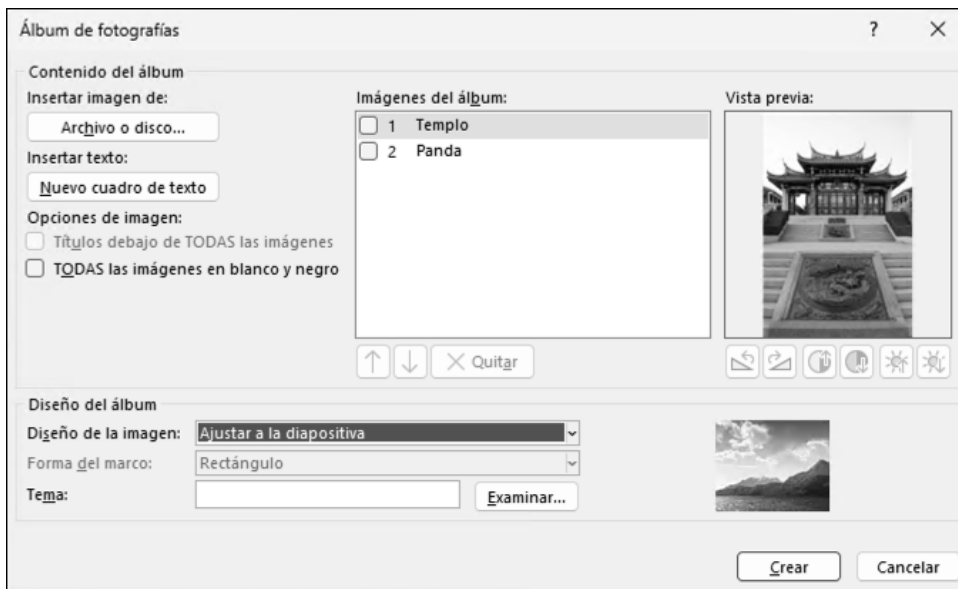 Álbum de fotografías
Contenido del álbum
Insertar imagen de:
Archivo o disco...
Insertar texto:
Nuevo cuadro de texto
Opciones de imagen:
Títulos debajo de TODAS las imágenes
TODAS las imágenes en blanco y negro
Imágenes del álbum:
1 Templo
2 Panda
Quitar
Vista previa:
Diseño del álbum
Diseño de la imagen: Ajustar a la diapositiva
Forma del marco: Rectángulo
Tema: Examinar...
Crear Cancelar